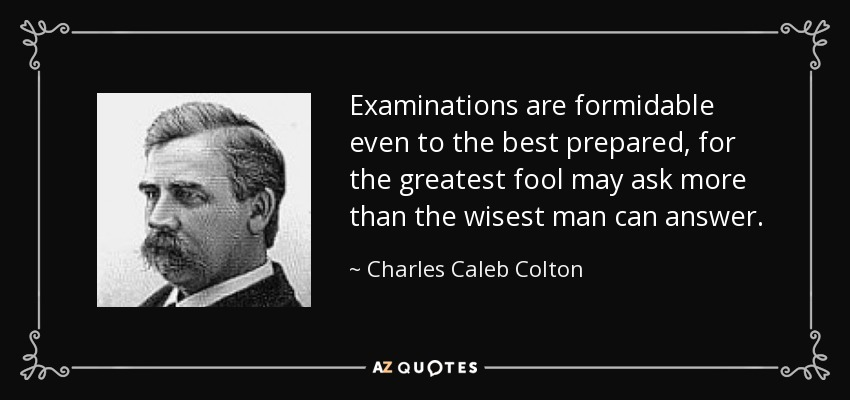 Examinations are formidable
even to the best prepared, for
the greatest fool may ask more
than the wisest man can answer.
~ Charles Caleb Colton
AZ QUOTES